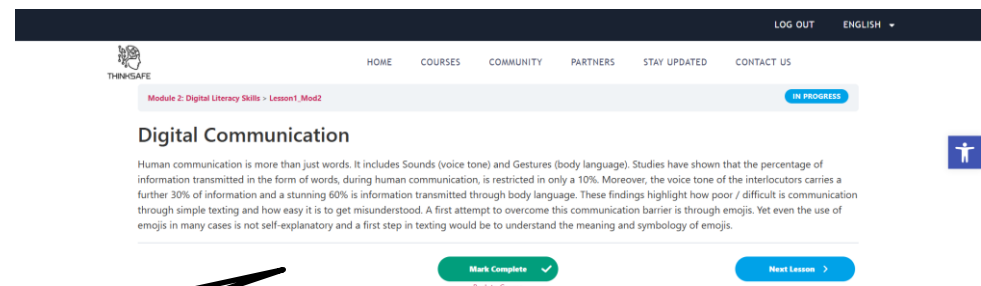 LOG OUT ENGLISH
THINKSAFE
HOME COURSES COMMUNITY PARTNERS STAY UPDATED CONTACT US
Module 2: Digital Literacy Skills > Lesson1_Mod2
IN PROGRESS
Digital Communication
Human communication is more than just words. It includes Sounds (voice tone) and Gestures (body language). Studies have shown that the percentage of
information transmitted in the form of words, during human communication, is restricted in only a 10%. Moreover, the voice tone of the interlocutors carries a
further 30% of information and a stunning 60% is information transmitted through body language. These findings highlight how poor / difficult is communication
through simple texting and how easy it is to get misunderstood. A first attempt to overcome this communication barrier is through emojis. Yet even the use of
emojis in many cases is not self-explanatory and a first step in texting would be to understand the meaning and symbology of emojis.
Mark Complete
Next Lesson >